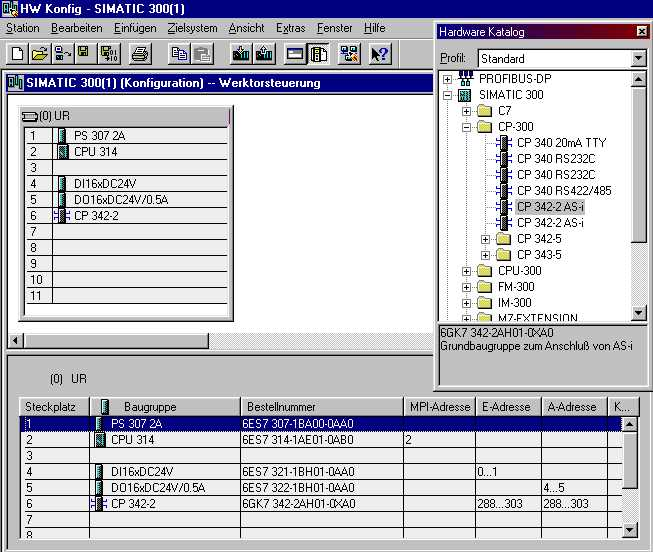 HW Konfig - SIMATIC 300(1)
Station Bearbeiten Einfügen Zielsystem Ansicht Extras Fenster Hilfe
SIMATIC 300(1) (Konfiguration) -- Werktorsteuerung
(0) UR
1 PS 307 2A
2 CPU 314
3
4 DI16xDC24V
5 DO16xDC24V/0.5A
6 CP 342-2
7
8
9
10
11
Hardware Katalog
Profil: Standard
PROFIBUS-DP
SIMATIC 300
C7
CP-300
CP 340 20mA TTY
CP 340 RS232C
CP 340 RS232C
CP 340 RS422/485
CP 342-2 AS-i
CP 342-2 AS-i
CP 342-5
CP 343-5
CPU-300
FM-300
IM-300
M7-EXTENSION
6GK7 342-2AH01-0XA0
Grundbaugruppe zum Anschluß von AS-i
(0) UR
Steckplatz Baugruppe Bestellnummer MPI-Adresse E-Adresse A-Adresse K...
1 PS 307 2A 6ES7 307-1BA00-0AA0
2 CPU 314 6ES7 314-1AE01-0AB0 2
3
4 DI16xDC24V 6ES7 321-1BH01-0AA0 0...1
5 DO16xDC24V/0.5A 6ES7 322-1BH01-0AA0 4...5
6 CP 342-2 6GK7 342-2AH01-0XA0 288...303 288...303
7
8